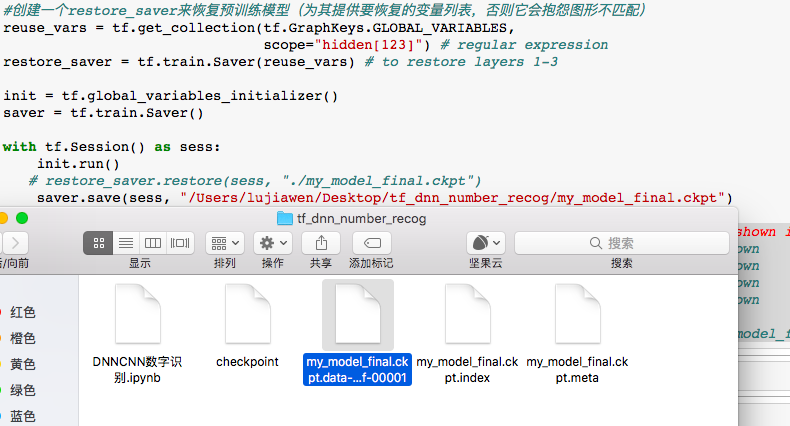 #创建一个restore_saver来恢复预训练模型（为其提供要恢复的变量列表，否则它会抱怨图形不匹配）
reuse_vars = tf.get_collection(tf.GraphKeys.GLOBAL_VARIABLES,
scope="hidden[123]") # regular expression
restore_saver = tf.train.Saver(reuse_vars) # to restore layers 1-3
init = tf.global_variables_initializer()
saver = tf.train.Saver()
with tf.Session() as sess:
init.run()
# restore_saver.restore(sess, "./my_model_final.ckpt")
saver.save(sess, "/Users/lujiawen/Desktop/tf_dnn_number_recog/my_model_final.ckpt")
tf_dnn_number_recog
shown i
own
own
own
own
model_f
搜索
/向前
显示
排列
操作
共享
添加标记
坚果云
搜索
红色
橙色
黄色
绿色
蓝色
DNNCNN数字识
别.ipynb
checkpoint
my_model_final.c
kpt.data-...f-00001
my_model_final.c
kpt.index
my_model_final.c
kpt.meta